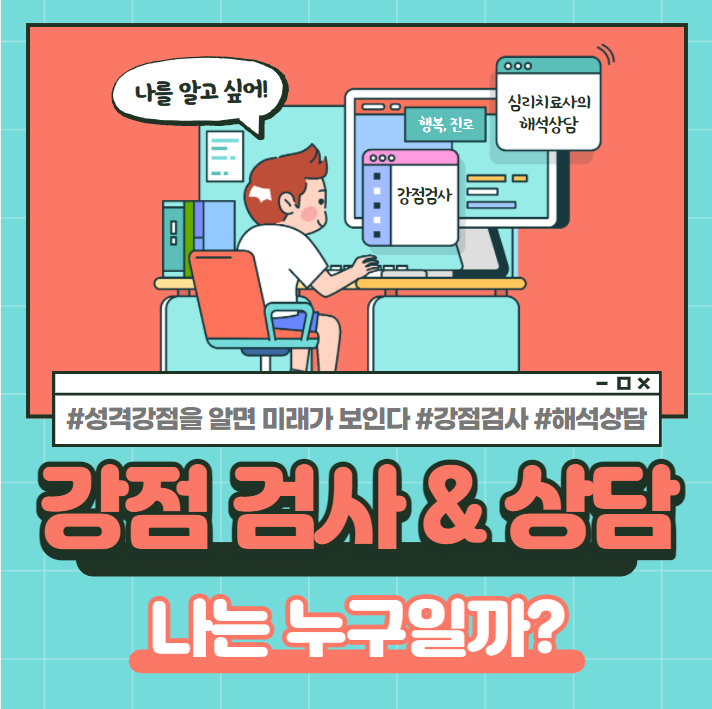 나를 알고 싶어!
심리치료사의
해석상담
행복, 진로
강점검사
#성격강점을 알면 미래가 보인다 #강점검사 #해석상담
강점 검사 & 상담
나는 누구일까?